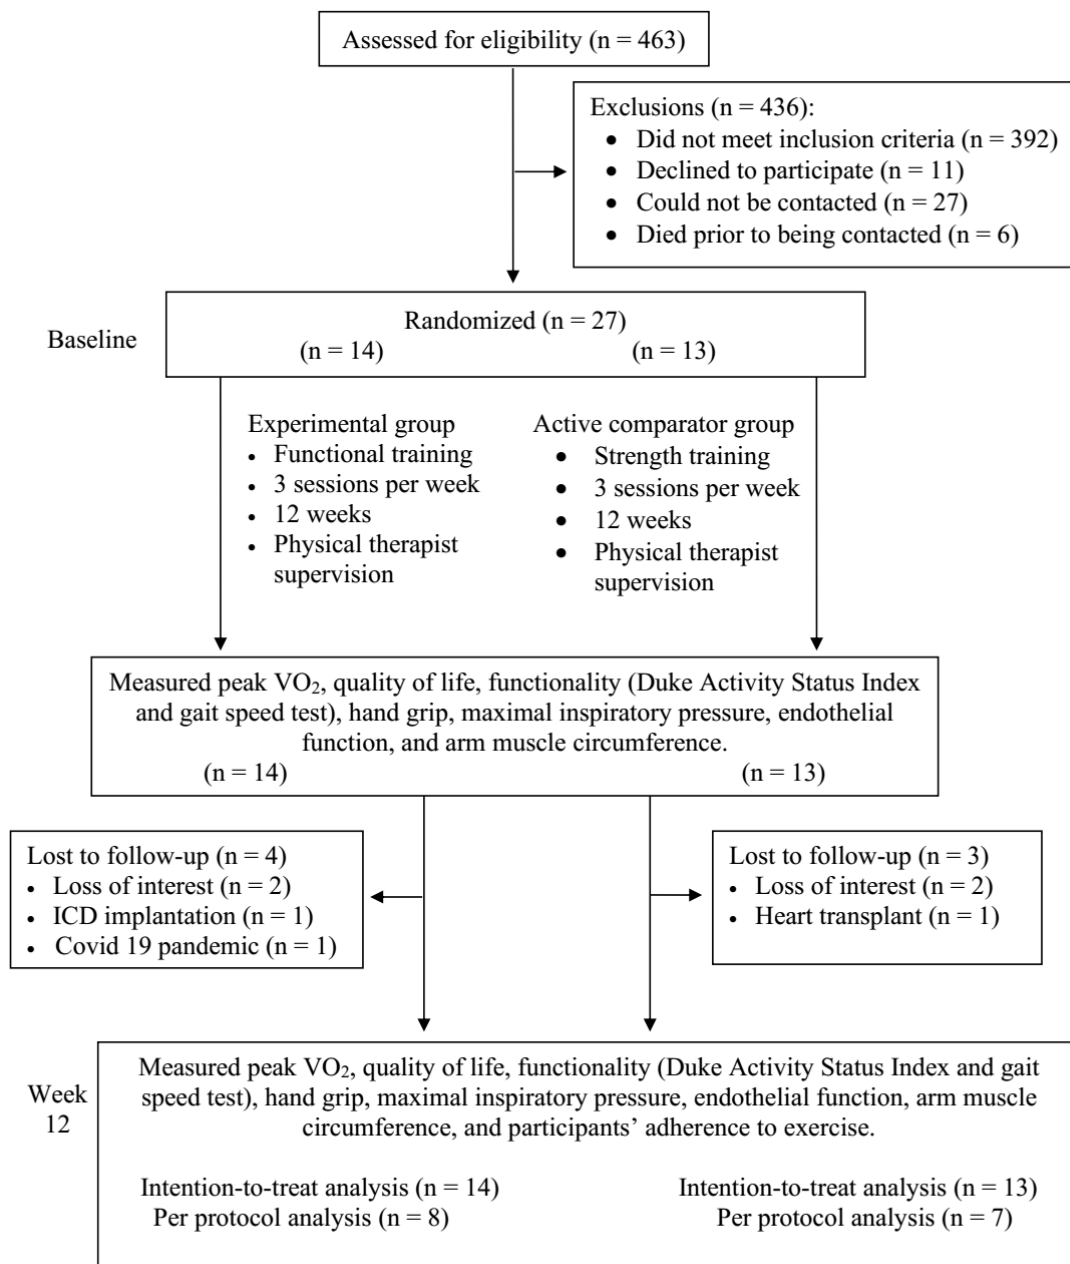 Assessed for eligibility (n = 463)
Exclusions (n = 436):
• Did not meet inclusion criteria (n = 392)
• Declined to participate (n = 11)
• Could not be contacted (n = 27)
• Died prior to being contacted (n = 6)
Baseline
Randomized (n = 27)
(n = 14) (n = 13)
Experimental group
• Functional training
• 3 sessions per week
• 12 weeks
• Physical therapist
supervision
Active comparator group
• Strength training
• 3 sessions per week
• 12 weeks
• Physical therapist
supervision
Measured peak VO₂, quality of life, functionality (Duke Activity Status Index
and gait speed test), hand grip, maximal inspiratory pressure, endothelial
function, and arm muscle circumference.
(n = 14) (n = 13)
Lost to follow-up (n = 4)
• Loss of interest (n = 2)
• ICD implantation (n = 1)
• Covid 19 pandemic (n = 1)
Lost to follow-up (n = 3)
• Loss of interest (n = 2)
• Heart transplant (n = 1)
Week
12
Measured peak VO₂, quality of life, functionality (Duke Activity Status Index and gait
speed test), hand grip, maximal inspiratory pressure, endothelial function, arm muscle
circumference, and participants’ adherence to exercise.
Intention-to-treat analysis (n = 14) Intention-to-treat analysis (n = 13)
Per protocol analysis (n = 8) Per protocol analysis (n = 7)